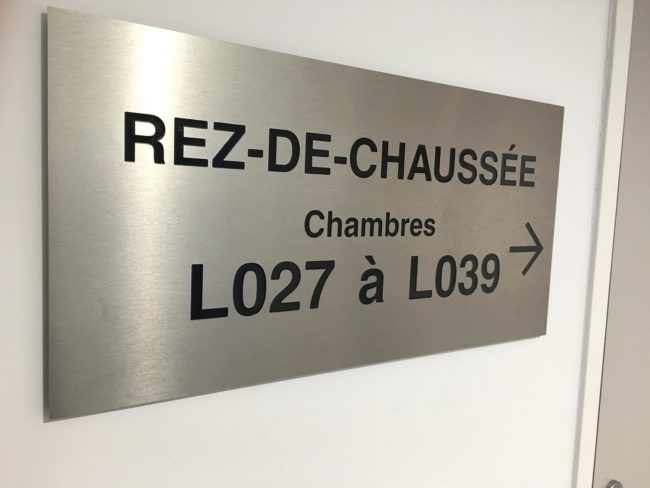 REZ-DE-CHAUSSÉE
Chambres
L027 à L039 →